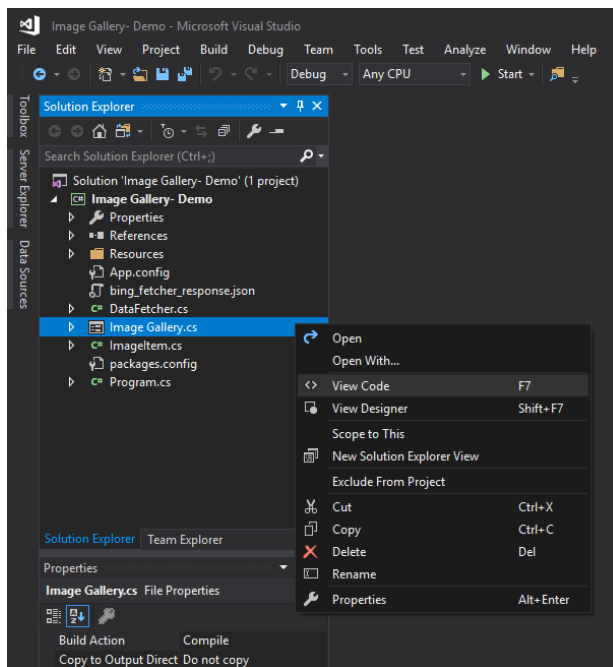 Image Gallery- Demo - Microsoft Visual Studio
File Edit View Project Build Debug Team Tools Test Analyze Window Help
Debug Any CPU Start
Toolbox
Server Explorer
Data Sources
Solution Explorer
Search Solution Explorer (Ctrl+;)
Solution 'Image Gallery- Demo' (1 project)
C# Image Gallery- Demo
Properties
References
Resources
App.config
bing_fetcher_response.json
C# DataFetcher.cs
Image Gallery.cs
C# ImageItem.cs
packages.config
C# Program.cs
Open
Open With...
View Code F7
View Designer Shift+F7
Scope to This
New Solution Explorer View
Exclude From Project
Cut Ctrl+X
Copy Ctrl+C
Delete Del
Rename
Properties Alt+Enter
Solution Explorer Team Explorer
Properties
Image Gallery.cs File Properties
Build Action Compile
Copy to Output Direct Do not copy